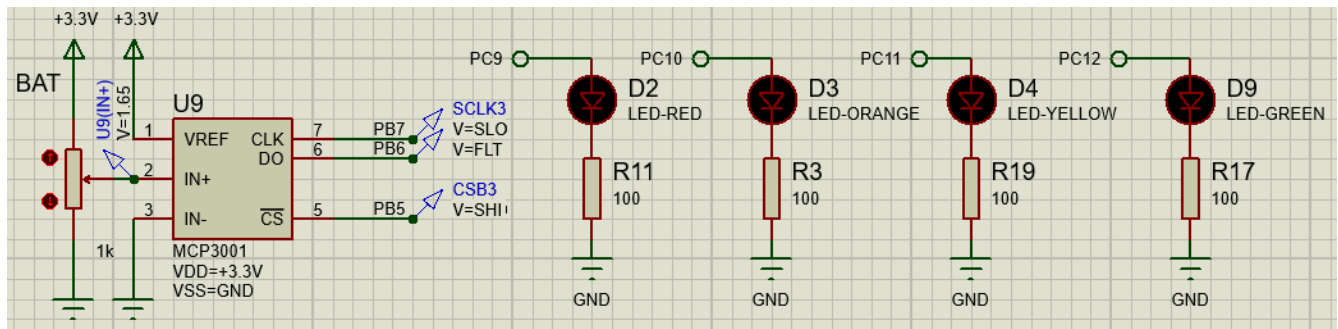 +3.3V
+3.3V
BAT
U9(IN+)
V=1.65
U9
1
VREF
CLK
7
PB7
SCLK3
V=SLO
DO
6
PB6
V=FLT
2
IN+
3
IN-
CS
5
PB5
CSB3
V=SHI
1k
MCP3001
VDD=+3.3V
VSS=GND
PC9
D2
LED-RED
R11
100
GND
PC10
D3
LED-ORANGE
R3
100
GND
PC11
D4
LED-YELLOW
R19
100
GND
PC12
D9
LED-GREEN
R17
100
GND